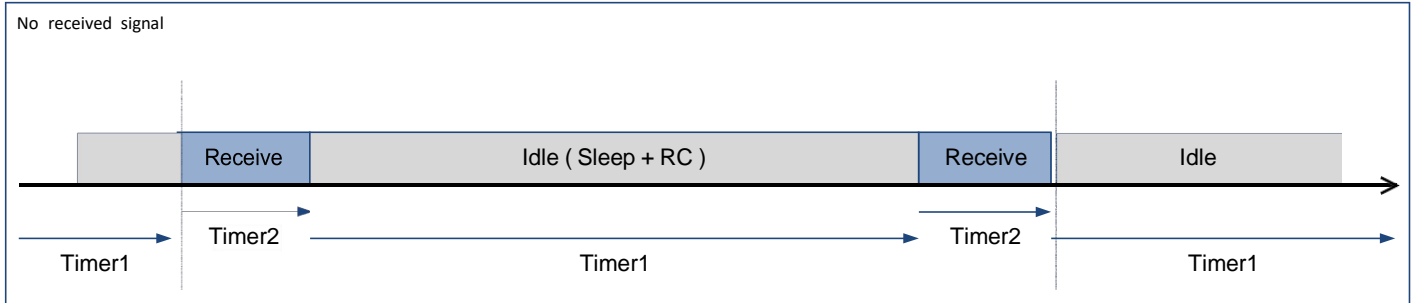 No received signal
Receive
Idle ( Sleep + RC )
Receive
Idle
Timer2
Timer2
Timer1
Timer1
Timer1